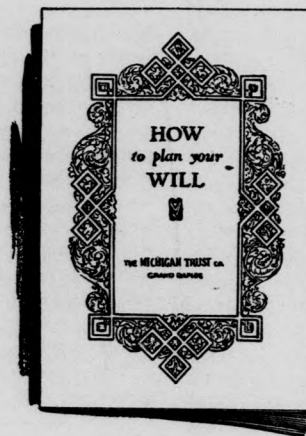 HOW
to plan your
WILL
THE MICHIGAN TRUST CO.
GRAND RAPIDS